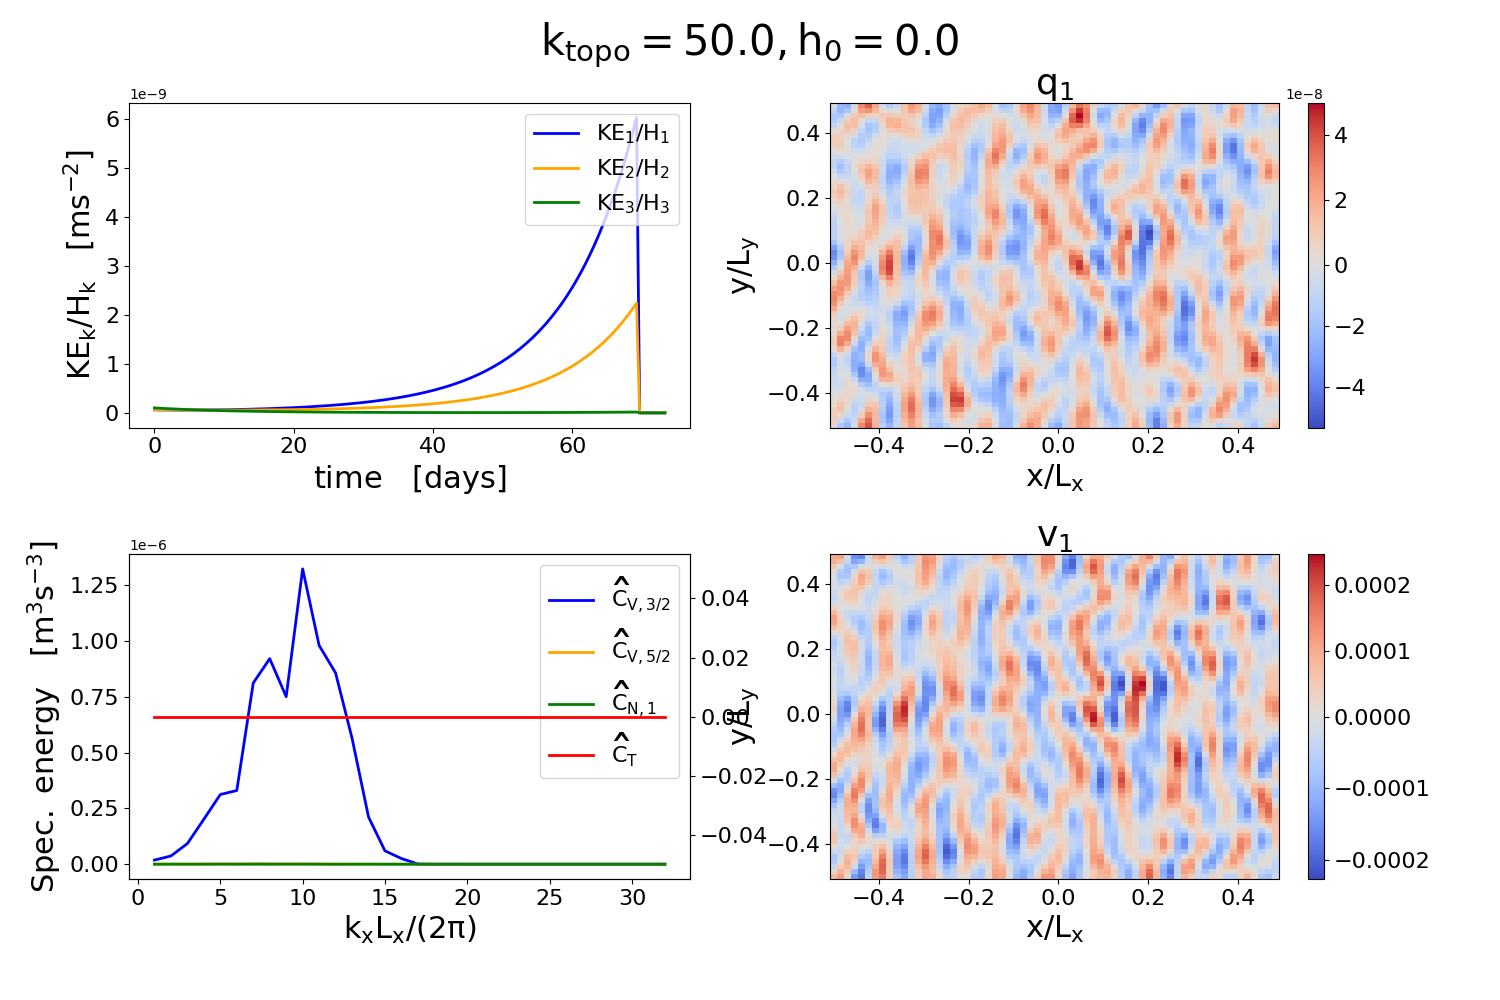 k_topo = 50.0, h_0 = 0.0
1e−9
KE_k/H_k [ms^−2]
6
5
4
3
2
1
0
KE_1/H_1
KE_2/H_2
KE_3/H_3
0 20 40 60
time [days]
q_1
1e−8
y/L_y
0.4
0.2
0.0
−0.2
−0.4
−0.4 −0.2 0.0 0.2 0.4
x/L_x
4
2
0
−2
−4
1e−6
Spec. energy [m^3s^−3]
1.25
1.00
0.75
0.50
0.25
0.00
Ĉ_V,3/2
Ĉ_V,5/2
Ĉ_N,1
Ĉ_T
0.04
0.02
0.00
−0.02
−0.04
0 5 10 15 20 25 30
k_xL_x/(2π)
v_1
y/L_y
0.4
0.2
0.0
−0.2
−0.4
−0.4 −0.2 0.0 0.2 0.4
x/L_x
0.0002
0.0001
0.0000
−0.0001
−0.0002